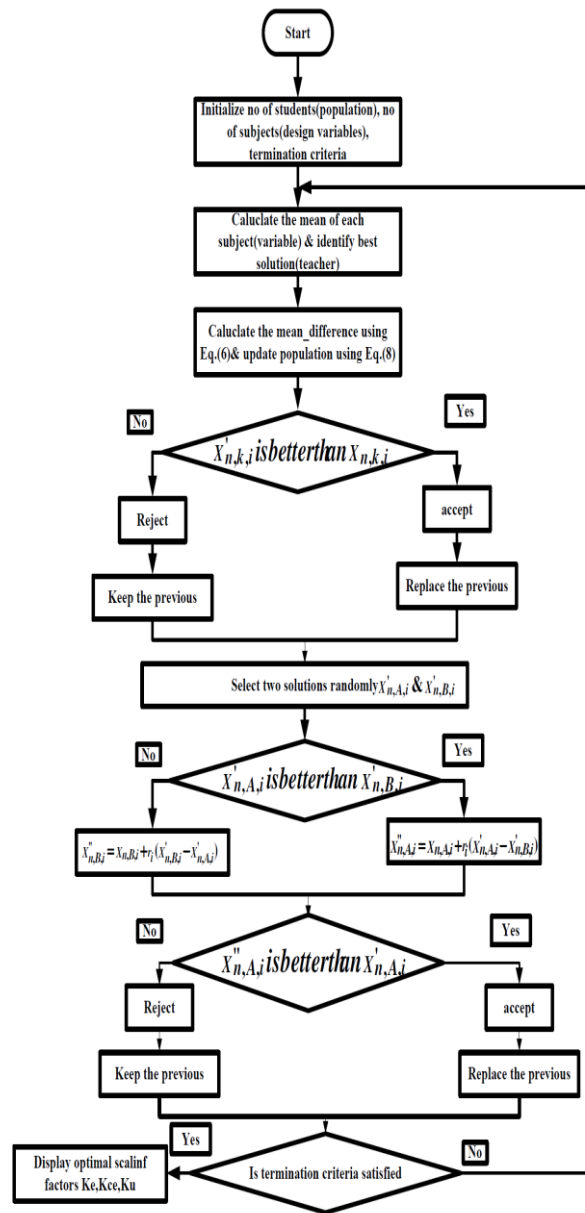 Start
Initialize no of students(population), no
of subjects(design variables),
termination criteria
Caluclate the mean of each
subject(variable) & identify best
solution(teacher)
Caluclate the mean_difference using
Eq.(6)& update population using Eq.(8)
No
Yes
X'n,k,i isbetterthan Xn,k,i
Reject
accept
Keep the previous
Replace the previous
Select two solutions randomly X'n,A,i & X'n,B,i
No
Yes
X'n,A,i isbetterthan X'n,B,i
X''n,B,i = Xn,B,i + ri (X'n,B,i − X'n,A,i)
X''n,A,i = Xn,A,i + ri (X'n,A,i − X'n,B,i)
No
Yes
X''n,A,i isbetterthan X'n,A,i
Reject
accept
Keep the previous
Replace the previous
Yes
No
Display optimal scalinf
factors Ke,Kce,Ku
Is termination criteria satisfied